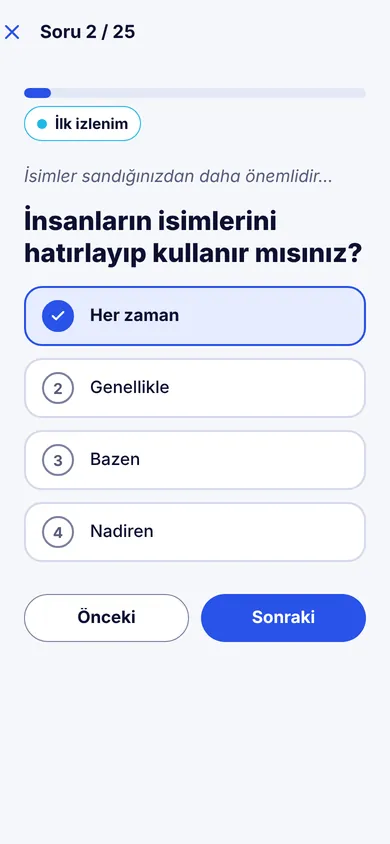 Soru 2 / 25
İlk izlenim
İsimler sandığınızdan daha önemlidir...
İnsanların isimlerini
hatırlayıp kullanır mısınız?
Her zaman
2 Genellikle
3 Bazen
4 Nadiren
Önceki Sonraki